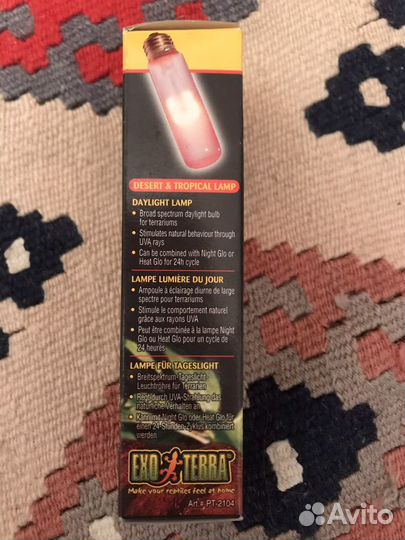 DESERT & TROPICAL LAMP
DAYLIGHT LAMP
• Broad spectrum daylight bulb
for terrariums
• Stimulates natural behaviour through
UVA rays
• Can be combined with Night Glo or
Heat Glo for 24h cycle
LAMPE LUMIÈRE DU JOUR
• Ampoule à éclairage diurne de large
spectre pour terrariums
• Stimule le comportement naturel
grâce aux rayons UVA
• Peut être combinée à la lampe Night
Glo ou Heat Glo pour un cycle de
24 heures
LAMPE FÜR TAGESLICHT
• Breitspektrum-Tageslicht-
Leuchtröhre für Terrarien
• Regt durch UVA-Strahlung das
natürliche Verhalten an
• Kann mit Night Glo oder Heat Glo für
einen 24-Stunden-Zyklus kombiniert
werden
EXO TERRA
Make your reptiles feel at home
Art.# PT-2104
Avito